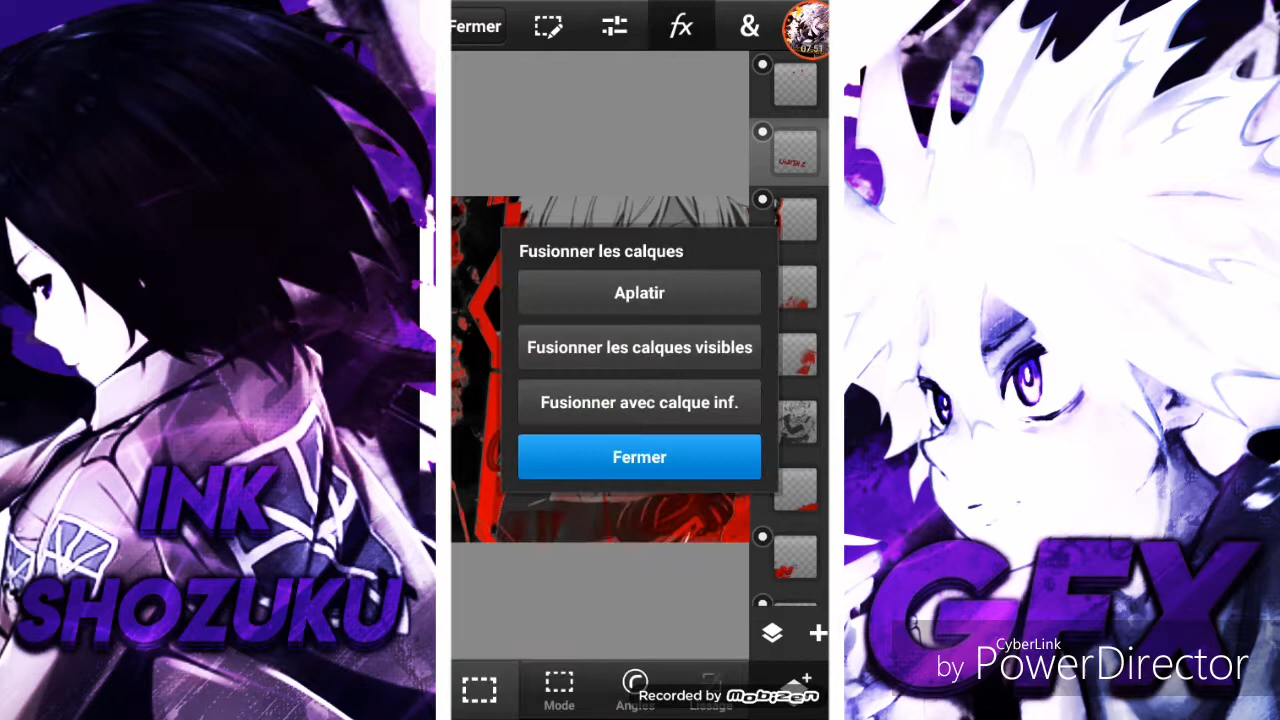 Fermer
fx
&
07:51
Fusionner les calques
Aplatir
Fusionner les calques visibles
Fusionner avec calque inf.
Fermer
INK
SHOZUKU
GFX
CyberLink
by PowerDirector
Mode
Angles
Lissage
Recorded by mobizen